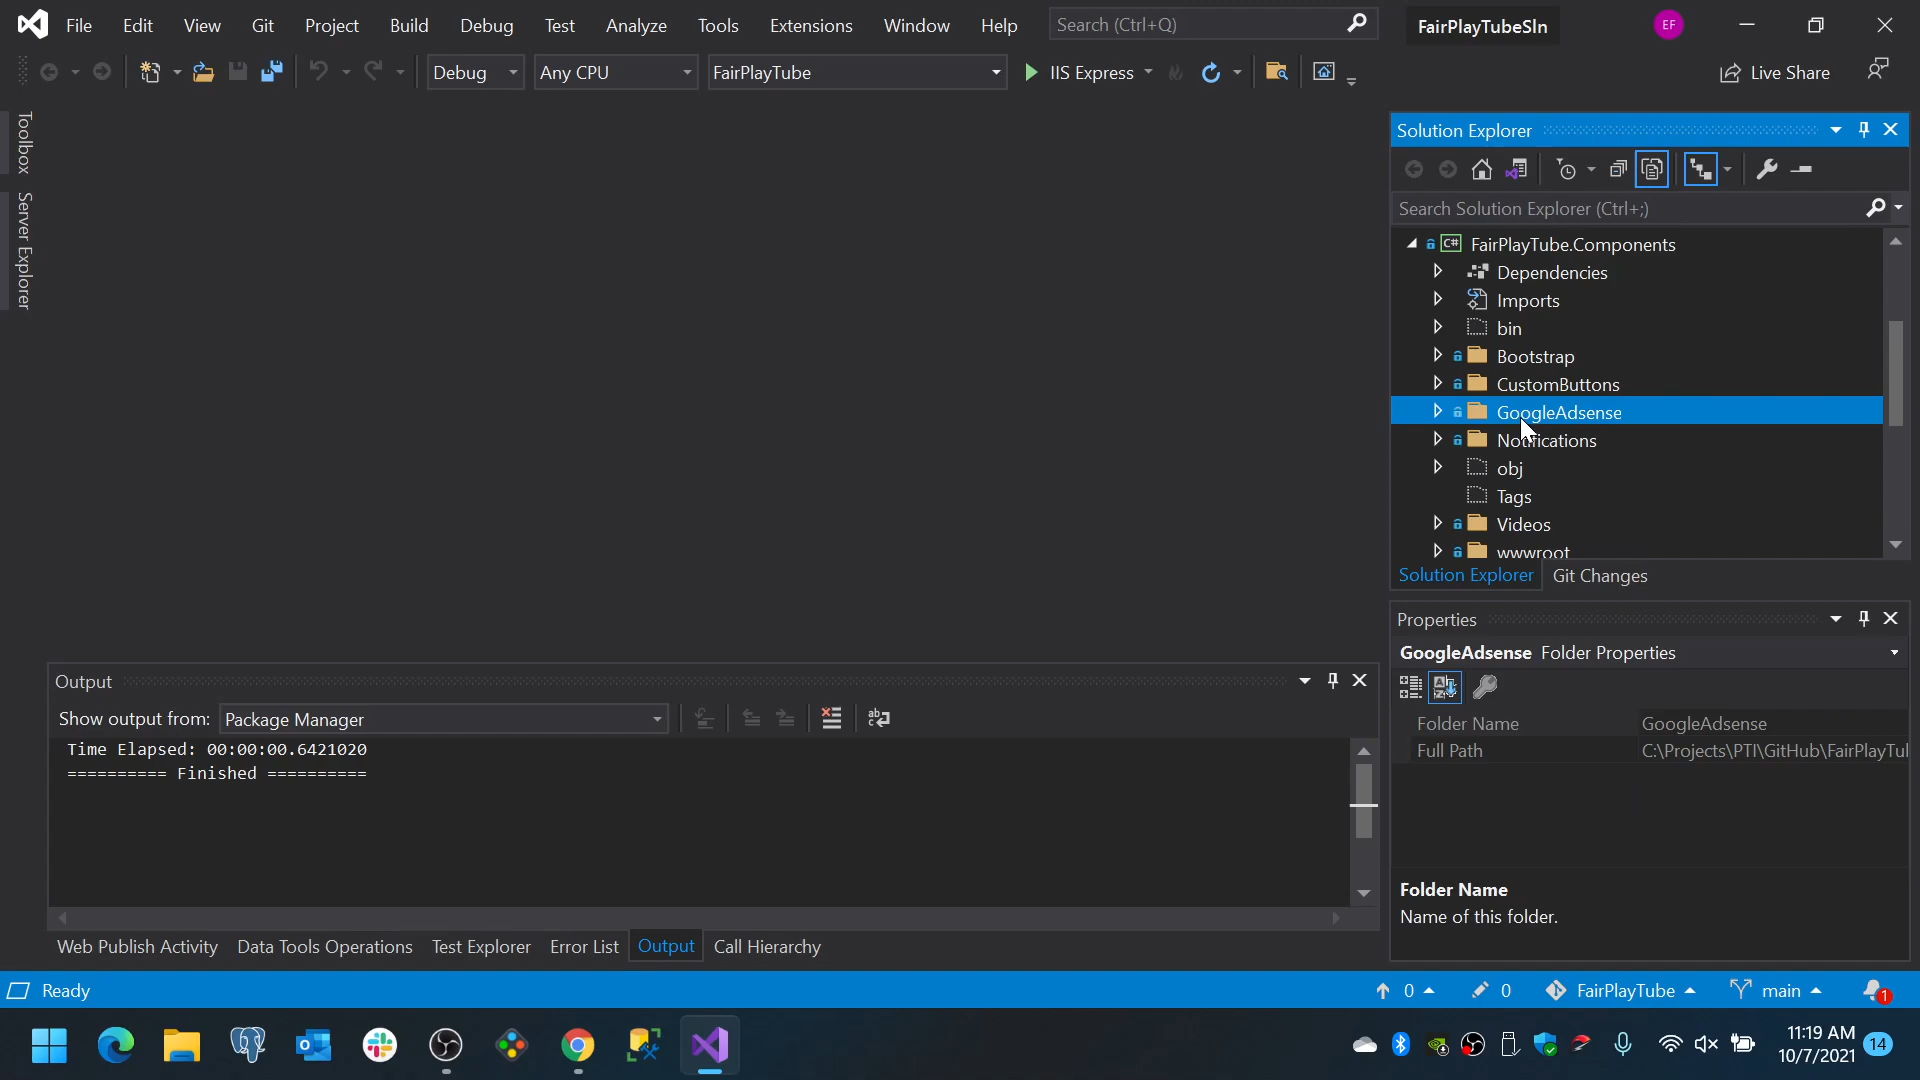 File Edit View Git Project Build Debug Test Analyze Tools Extensions Window Help Search (Ctrl+Q) FairPlayTubeSln EF
Debug Any CPU FairPlayTube IIS Express Live Share
Toolbox
Server Explorer
Solution Explorer
Search Solution Explorer (Ctrl+;)
C# FairPlayTube.Components
Dependencies
Imports
bin
Bootstrap
CustomButtons
GoogleAdsense
Notifications
obj
Tags
Videos
wwwroot
Solution Explorer Git Changes
Properties
GoogleAdsense Folder Properties
Folder Name GoogleAdsense
Full Path C:\Projects\PTI\GitHub\FairPlayTul
Folder Name
Name of this folder.
Output
Show output from: Package Manager
Time Elapsed: 00:00:00.6421020
========== Finished ==========
Web Publish Activity Data Tools Operations Test Explorer Error List Output Call Hierarchy
Ready 0 0 FairPlayTube main 1
11:19 AM
10/7/2021 14